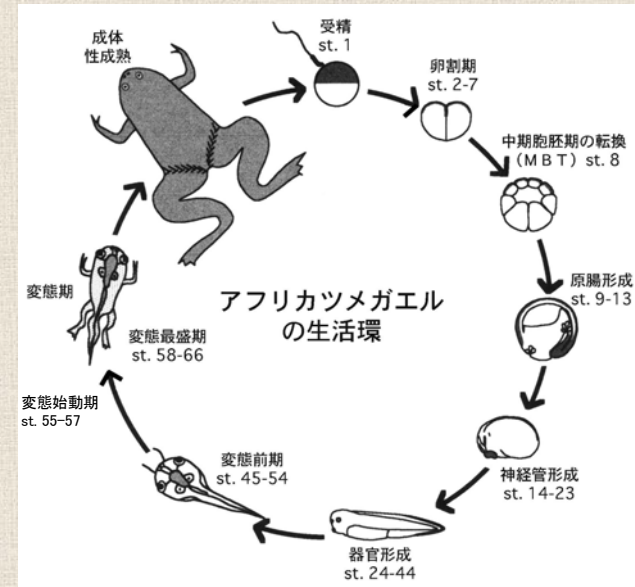 成体
性成熟
受精
st. 1
卵割期
st. 2-7
中期胞胚期の転換
（ＭＢＴ）st. 8
原腸形成
st. 9-13
神経管形成
st. 14-23
器官形成
st. 24-44
変態前期
st. 45-54
変態始動期
st. 55-57
変態最盛期
st. 58-66
変態期
アフリカツメガエル
の生活環